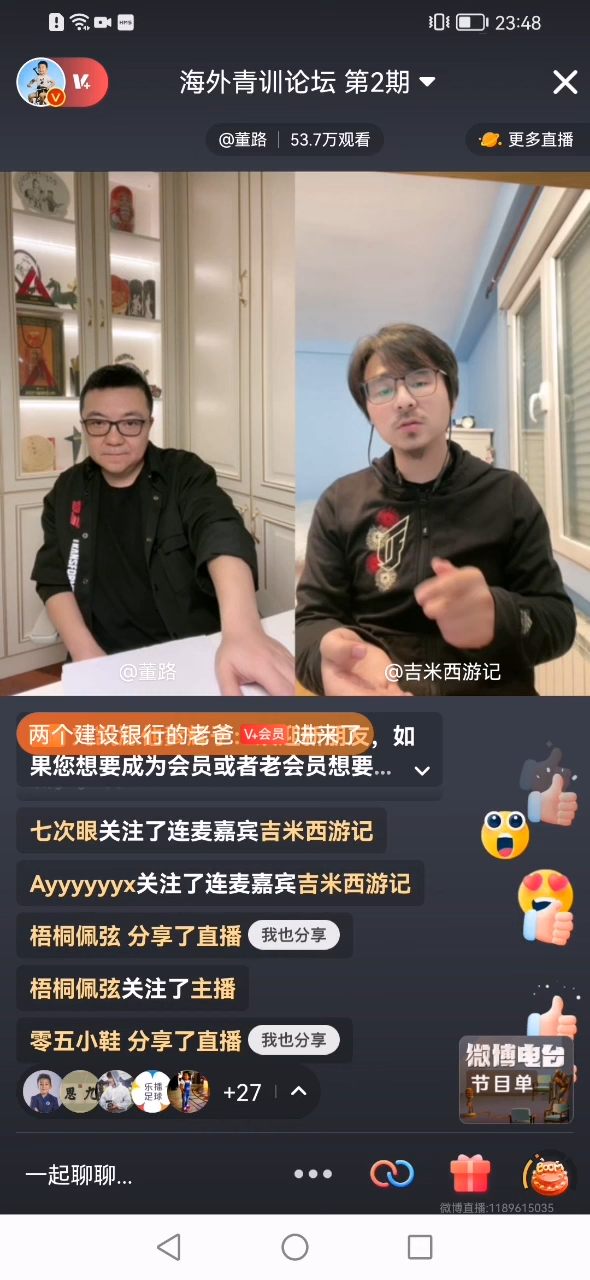 23:48
海外青训论坛 第2期
@董路 53.7万观看
更多直播
@董路
@吉米西游记
两个建设银行的老爸 V+会员 进来了
，如
果您想要成为会员或者老会员想要...
七次眼关注了连麦嘉宾吉米西游记
Ayyyyyyx关注了连麦嘉宾吉米西游记
梧桐佩弦 分享了直播 我也分享
梧桐佩弦关注了主播
零五小鞋 分享了直播 我也分享
乐播
足球
+27
微博电台
节目单
一起聊聊...
微博直播:1189615035